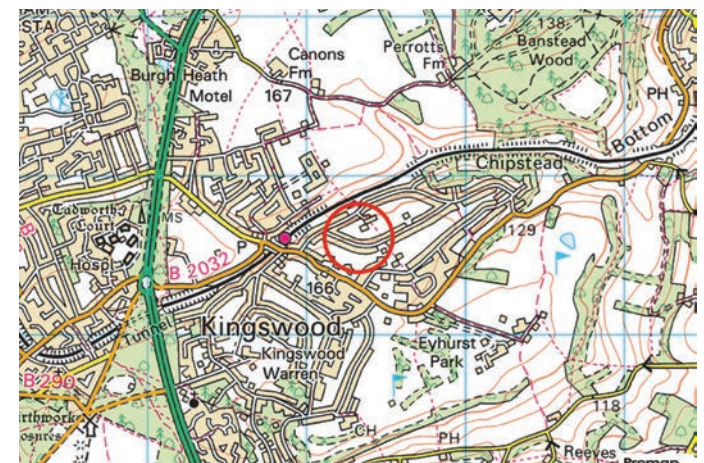 STA
138
Banstead
Wood
Canons
Fm
Perrotts
Fm
Burgh Heath
Motel
167
PH
Bottom
Chipstead
Tadworth
Court
MS
Hospl
P
B 2032
129
166
Tunnel
Kingswood
Kingswood
Warren
Eyhurst
Park
B 290
118
CH
PH
Reeves